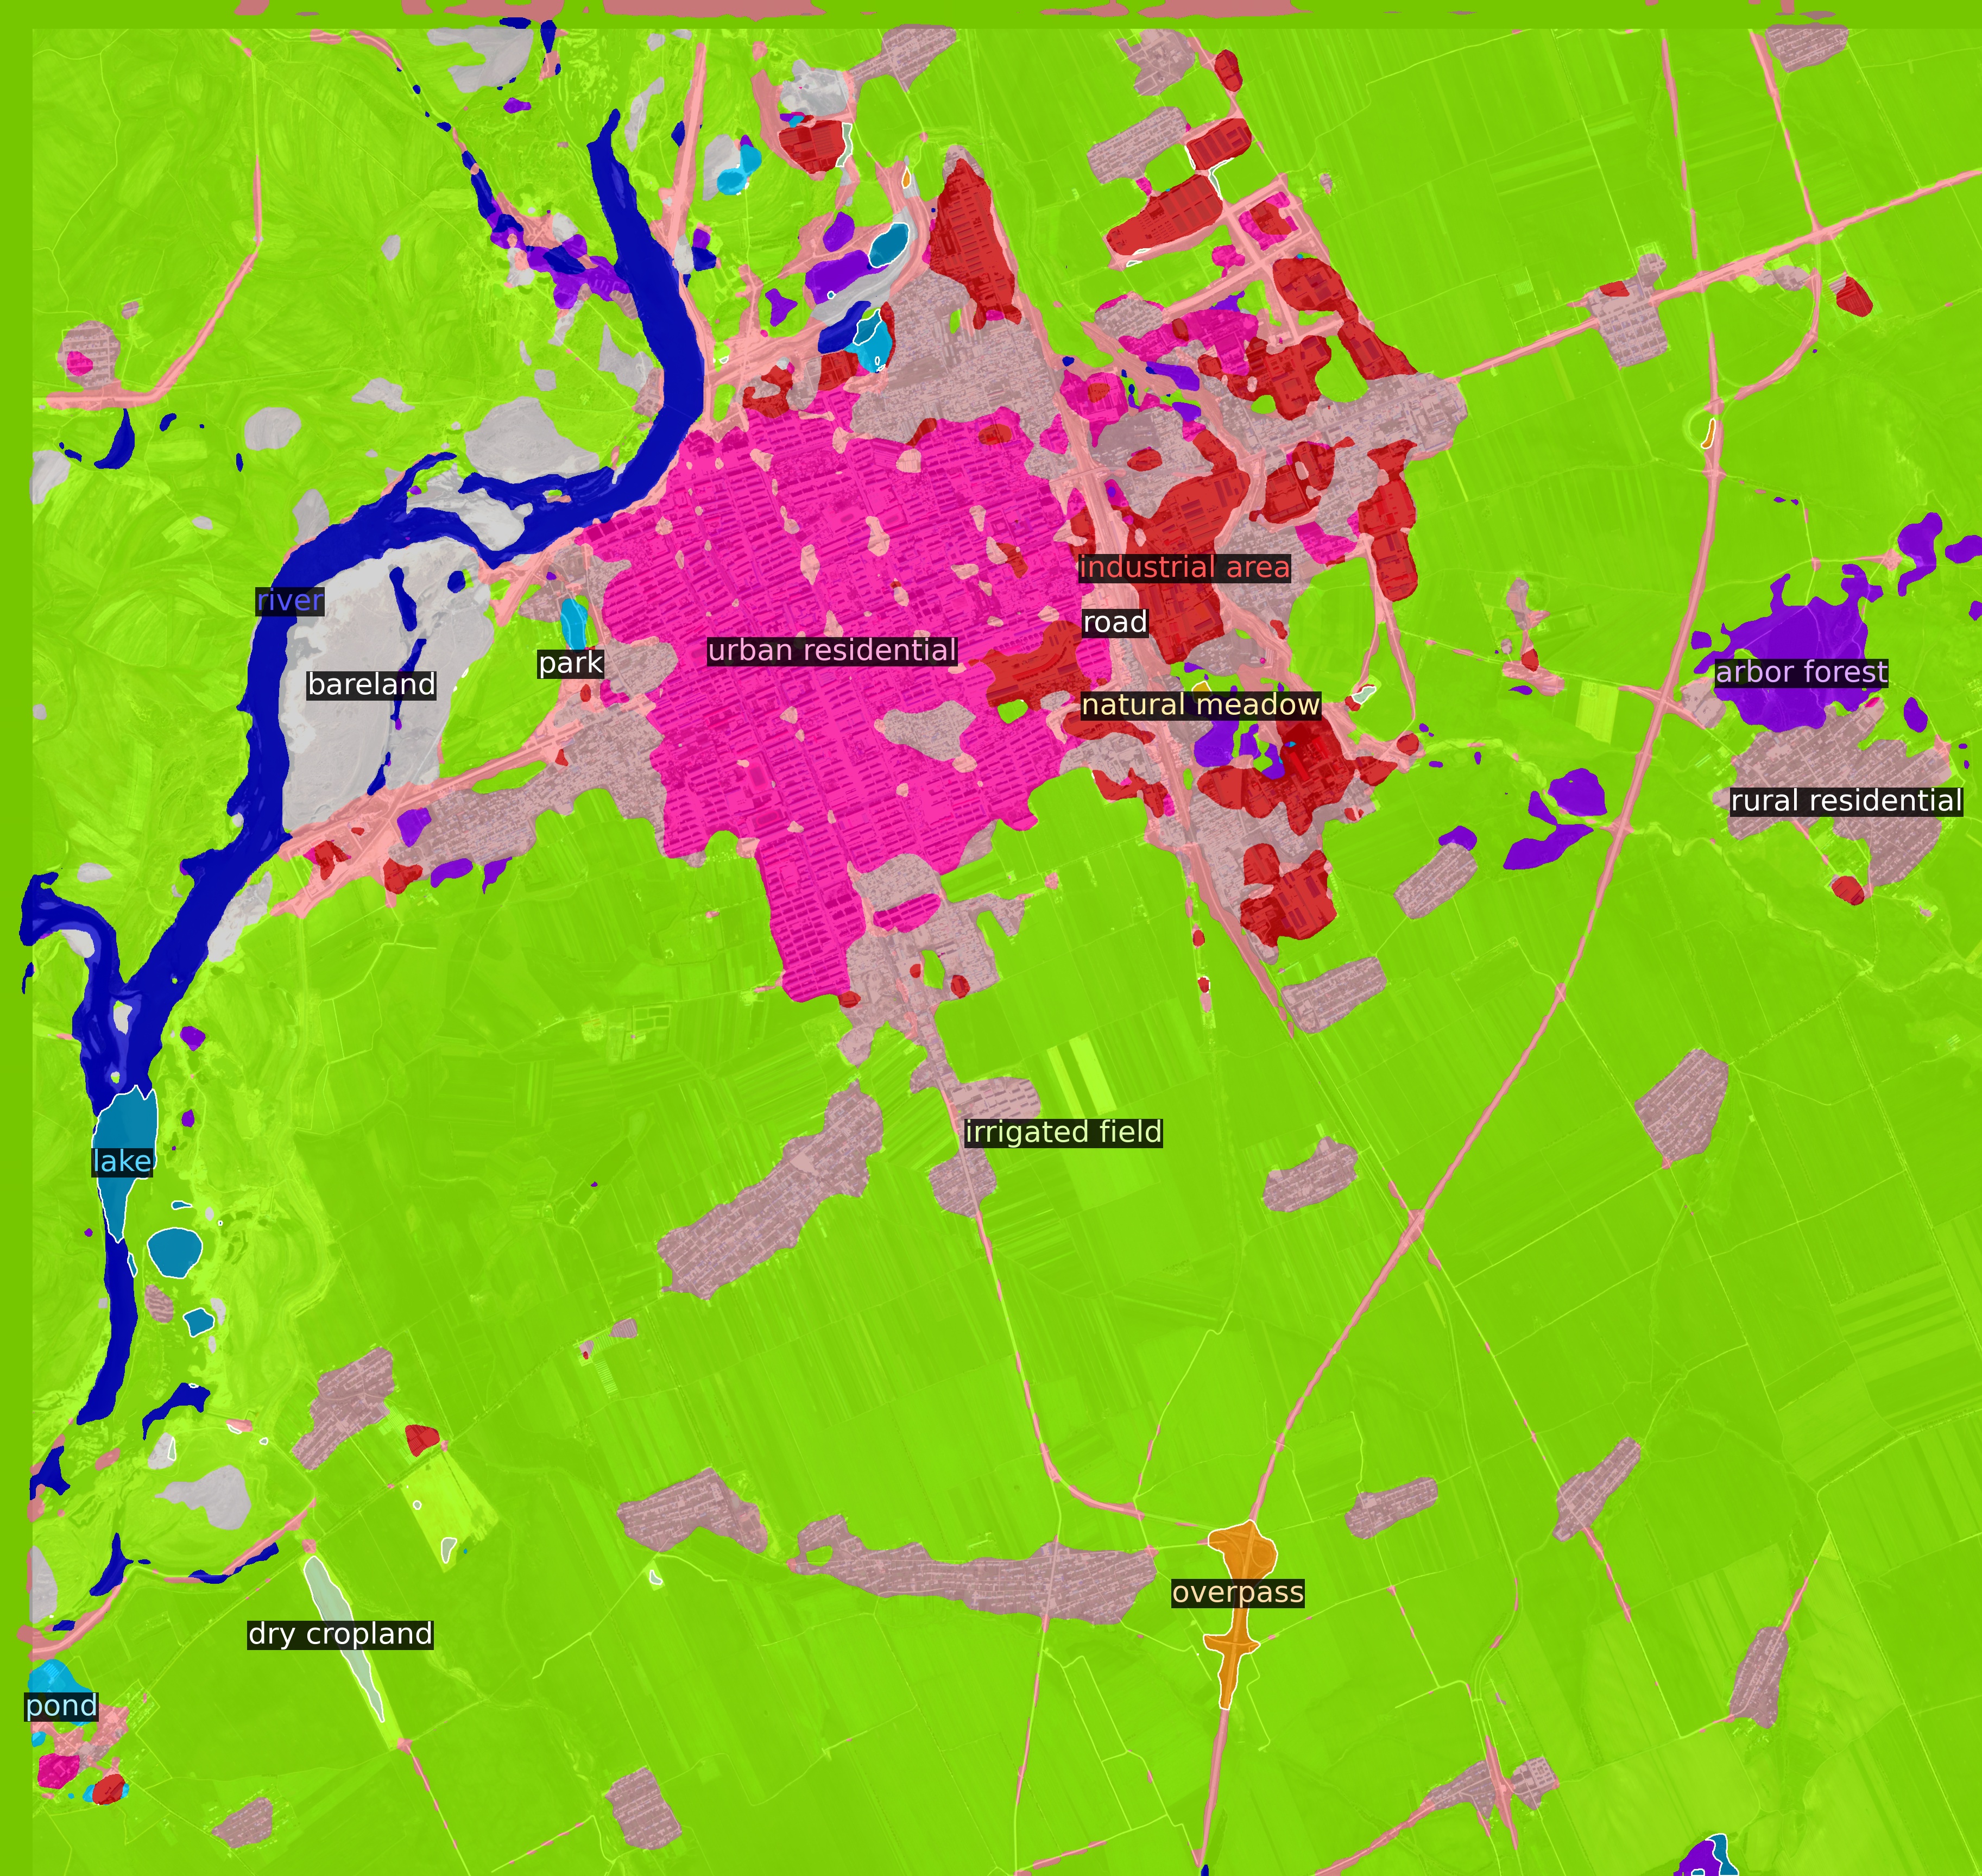 industrial area
river
road
urban residential
park
arbor forest
bareland
natural meadow
rural residential
irrigated field
lake
overpass
dry cropland
pond